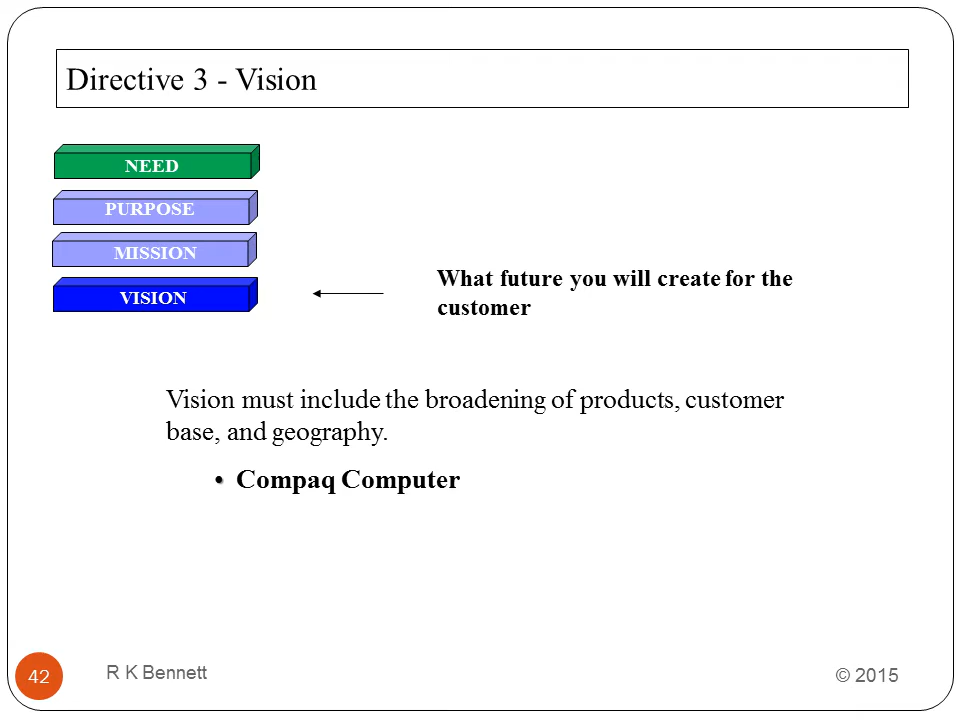 Directive 3 - Vision
NEED
PURPOSE
MISSION
VISION
What future you will create for the
customer
Vision must include the broadening of products, customer
base, and geography.
• Compaq Computer
42
R K Bennett
© 2015